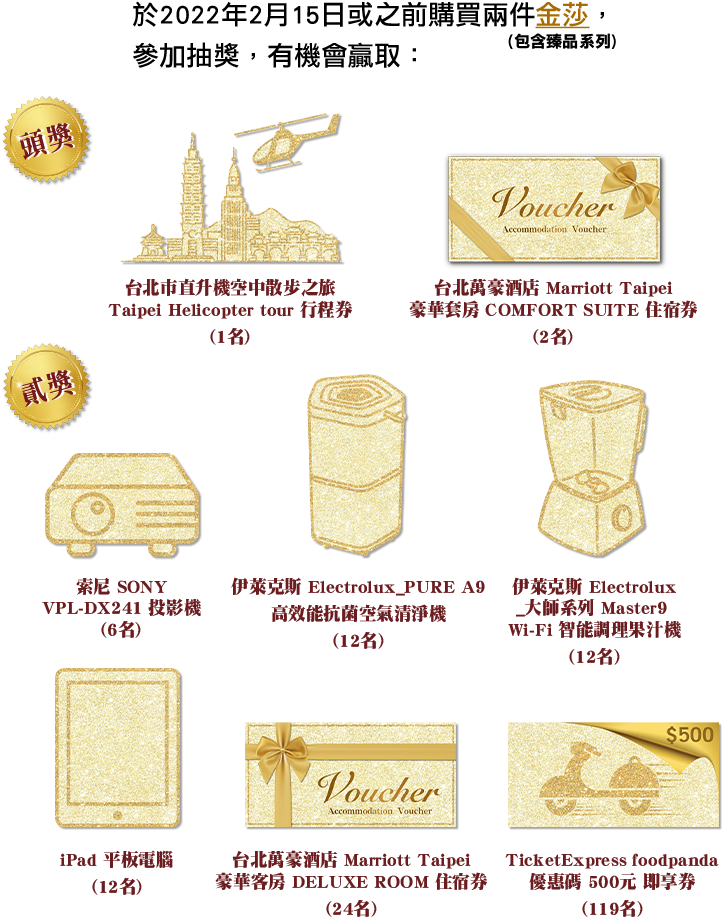 於2022年2月15日或之前購買兩件金莎，
(包含臻品系列)
參加抽獎，有機會贏取：
頭獎
Voucher
Accommodation Voucher
台北市直升機空中散步之旅
Taipei Helicopter tour 行程券
(1名)
台北萬豪酒店 Marriott Taipei
豪華套房 COMFORT SUITE 住宿券
(2名)
貳獎
索尼 SONY
VPL-DX241 投影機
(6名)
伊萊克斯 Electrolux_PURE A9
高效能抗菌空氣清淨機
(12名)
伊萊克斯 Electrolux
_大師系列 Master9
Wi-Fi 智能調理果汁機
(12名)
Voucher
Accommodation Voucher
$500
iPad 平板電腦
(12名)
台北萬豪酒店 Marriott Taipei
豪華客房 DELUXE ROOM 住宿券
(24名)
TicketExpress foodpanda
優惠碼 500元 即享券
(119名)